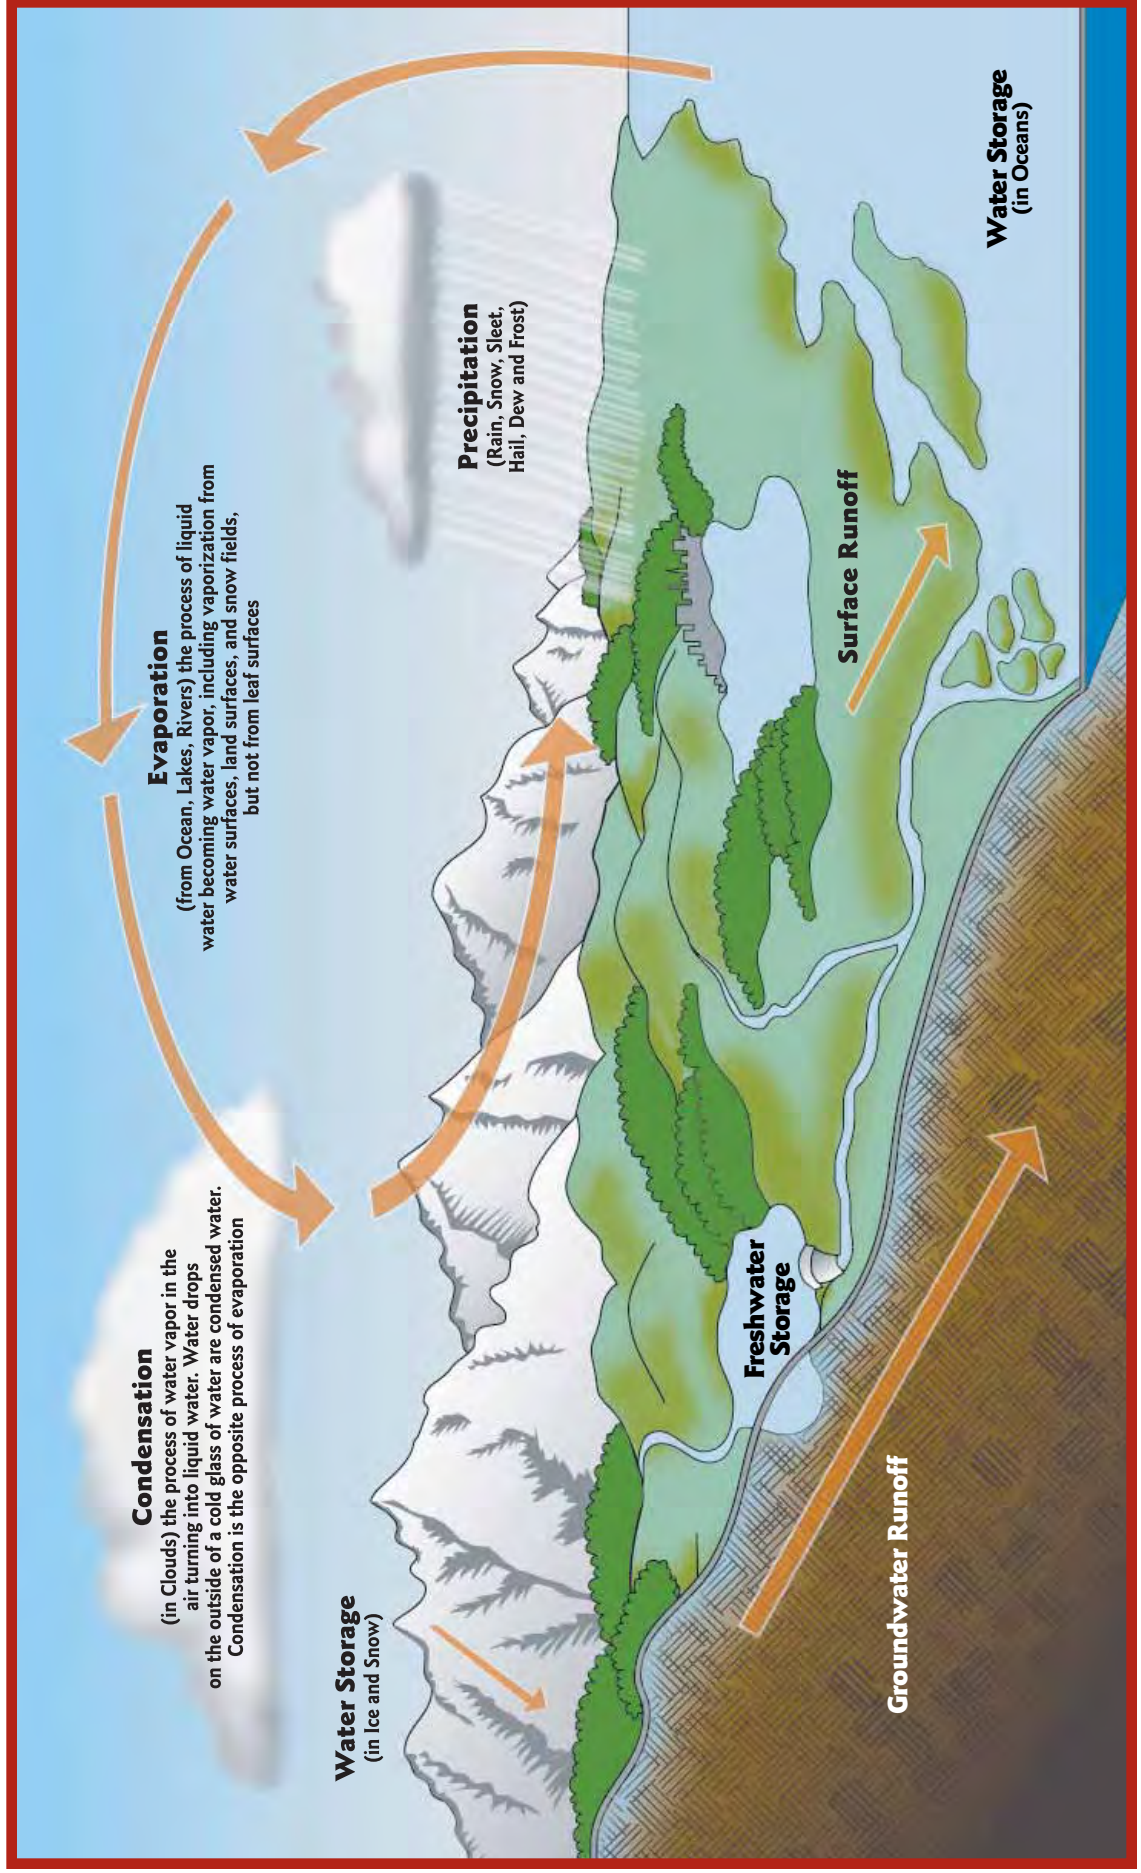 Condensation
(in Clouds) the process of water vapor in the
air turning into liquid water. Water drops
on the outside of a cold glass of water are condensed water.
Condensation is the opposite process of evaporation
Evaporation
(from Ocean, Lakes, Rivers) the process of liquid
water becoming water vapor, including vaporization from
water surfaces, land surfaces, and snow fields,
but not from leaf surfaces
Water Storage
(in Ice and Snow)
Precipitation
(Rain, Snow, Sleet,
Hail, Dew and Frost)
Freshwater
Storage
Surface Runoff
Groundwater Runoff
Water Storage
(in Oceans)